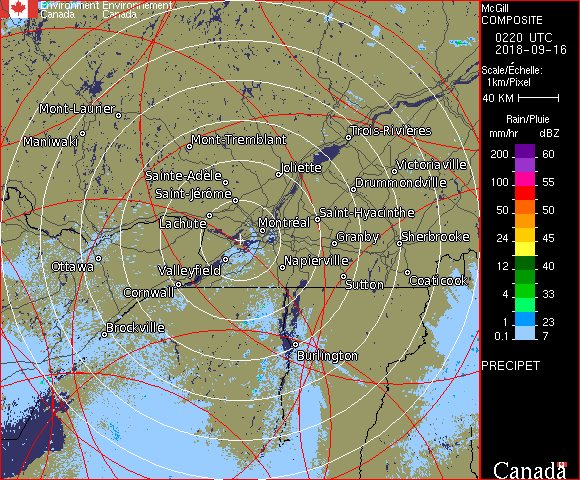 Environment Environnement
Canada Canada
McGill
COMPOSITE
0220 UTC
2018-09-16
Scale/Échelle:
1km/Pixel
40 KM
Rain/Pluie
mm/hr dBZ
200 60
100 55
50 50
24 45
12 40
4 33
1 23
0.1 7
PRECIPET
Canada
Mont-Laurier
Maniwaki
Mont-Tremblant
Trois-Rivières
Joliette
Victoriaville
Sainte-Adèle
Drummondville
Saint-Jérôme
Lachute
Saint-Hyacinthe
Montréal
Granby
Sherbrooke
Ottawa
Valleyfield
Napierville
Cornwall
Sutton
Coaticook
Brockville
Burlington